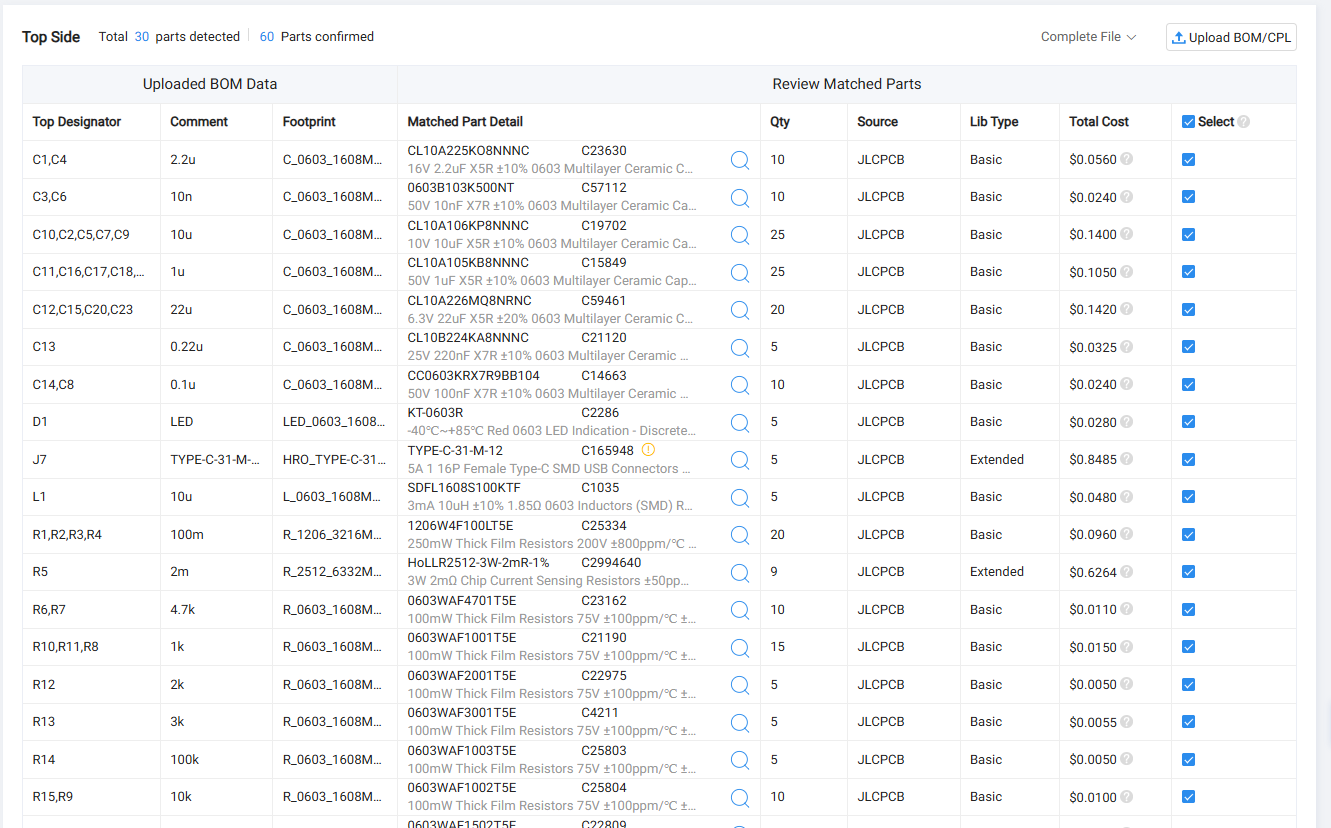 Top Side Total 30 parts detected 60 Parts confirmed Complete File Upload BOM/CPL
Uploaded BOM Data Review Matched Parts
Top Designator Comment Footprint Matched Part Detail Qty Source Lib Type Total Cost Select
C1,C4 2.2u C_0603_1608M... CL10A225KO8NNNC C23630 10 JLCPCB Basic $0.0560
16V 2.2uF X5R ±10% 0603 Multilayer Ceramic C...
C3,C6 10n C_0603_1608M... 0603B103K500NT C57112 10 JLCPCB Basic $0.0240
50V 10nF X7R ±10% 0603 Multilayer Ceramic Ca...
C10,C2,C5,C7,C9 10u C_0603_1608M... CL10A106KP8NNNC C19702 25 JLCPCB Basic $0.1400
10V 10uF X5R ±10% 0603 Multilayer Ceramic Ca...
C11,C16,C17,C18,... 1u C_0603_1608M... CL10A105KB8NNNC C15849 25 JLCPCB Basic $0.1050
50V 1uF X5R ±10% 0603 Multilayer Ceramic Cap...
C12,C15,C20,C23 22u C_0603_1608M... CL10A226MQ8NRNC C59461 20 JLCPCB Basic $0.1420
6.3V 22uF X5R ±20% 0603 Multilayer Ceramic C...
C13 0.22u C_0603_1608M... CL10B224KA8NNNC C21120 5 JLCPCB Basic $0.0325
25V 220nF X7R ±10% 0603 Multilayer Ceramic ...
C14,C8 0.1u C_0603_1608M... CC0603KRX7R9BB104 C14663 10 JLCPCB Basic $0.0240
50V 100nF X7R ±10% 0603 Multilayer Ceramic ...
D1 LED LED_0603_1608... KT-0603R C2286 5 JLCPCB Basic $0.0280
-40℃~+85℃ Red 0603 LED Indication - Discrete...
J7 TYPE-C-31-M-... HRO_TYPE-C-31... TYPE-C-31-M-12 C165948 5 JLCPCB Extended $0.8485
5A 1 16P Female Type-C SMD USB Connectors ...
L1 10u L_0603_1608M... SDFL1608S100KTF C1035 5 JLCPCB Basic $0.0480
3mA 10uH ±10% 1.85Ω 0603 Inductors (SMD) R...
R1,R2,R3,R4 100m R_1206_3216M... 1206W4F100LT5E C25334 20 JLCPCB Basic $0.0960
250mW Thick Film Resistors 200V ±800ppm/℃ ...
R5 2m R_2512_6332M... HoLLR2512-3W-2mR-1% C2994640 9 JLCPCB Extended $0.6264
3W 2mΩ Chip Current Sensing Resistors ±50pp...
R6,R7 4.7k R_0603_1608M... 0603WAF4701T5E C23162 10 JLCPCB Basic $0.0110
100mW Thick Film Resistors 75V ±100ppm/℃ ±...
R10,R11,R8 1k R_0603_1608M... 0603WAF1001T5E C21190 15 JLCPCB Basic $0.0150
100mW Thick Film Resistors 75V ±100ppm/℃ ±...
R12 2k R_0603_1608M... 0603WAF2001T5E C22975 5 JLCPCB Basic $0.0050
100mW Thick Film Resistors 75V ±100ppm/℃ ±...
R13 3k R_0603_1608M... 0603WAF3001T5E C4211 5 JLCPCB Basic $0.0055
100mW Thick Film Resistors 75V ±100ppm/℃ ±...
R14 100k R_0603_1608M... 0603WAF1003T5E C25803 5 JLCPCB Basic $0.0050
100mW Thick Film Resistors 75V ±100ppm/℃ ±...
R15,R9 10k R_0603_1608M... 0603WAF1002T5E C25804 10 JLCPCB Basic $0.0100
100mW Thick Film Resistors 75V ±100ppm/℃ ±...
0603WAF1502T5E C22809